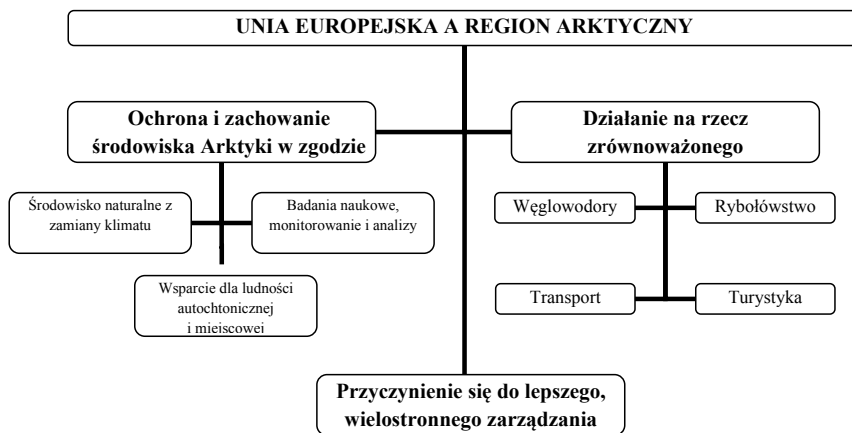 UNIA EUROPEJSKA A REGION ARKTYCZNY
Ochrona i zachowanie
środowiska Arktyki w zgodzie
Działanie na rzecz
zrównoważonego
Środowisko naturalne z
zamiany klimatu
Badania naukowe,
monitorowanie i analizy
Węglowodory
Rybołówstwo
Wsparcie dla ludności
autochtonicznej
i miejscowej
Transport
Turystyka
Przyczynienie się do lepszego,
wielostronnego zarządzania